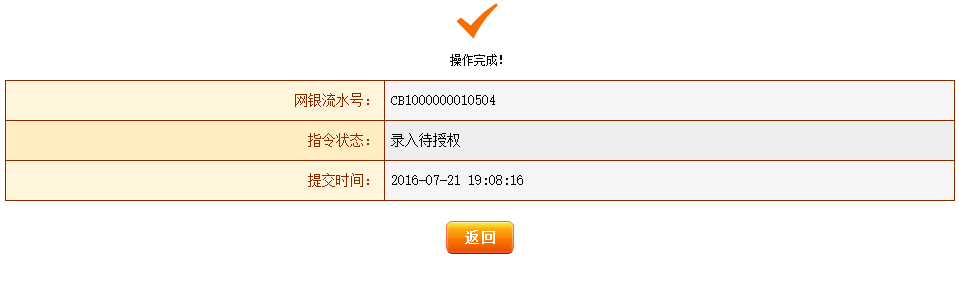 操作完成!
网银流水号： CB1000000010504
指令状态： 录入待授权
提交时间： 2016-07-21 19:08:16
返回